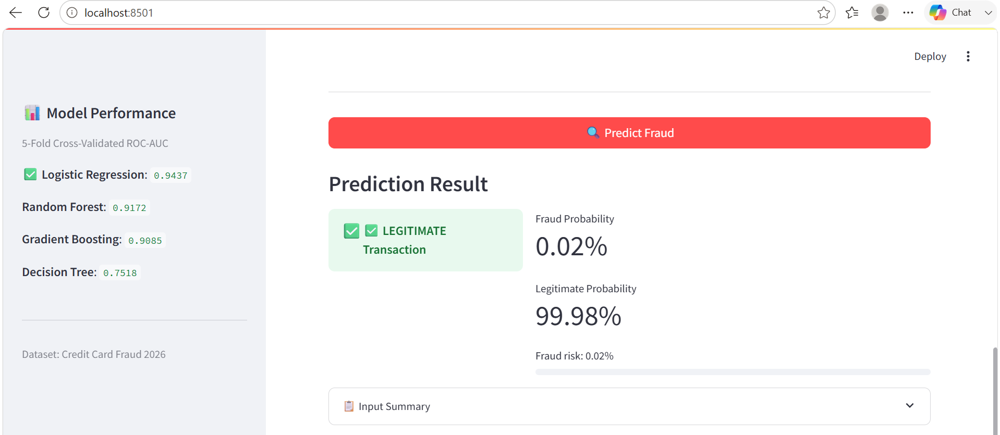 localhost:8501
Chat
Deploy
📊 Model Performance
5-Fold Cross-Validated ROC-AUC
✅ Logistic Regression: 0.9437
Random Forest: 0.9172
Gradient Boosting: 0.9085
Decision Tree: 0.7518
Dataset: Credit Card Fraud 2026
🔍 Predict Fraud
Prediction Result
✅ ✅ LEGITIMATE
Transaction
Fraud Probability
0.02%
Legitimate Probability
99.98%
Fraud risk: 0.02%
📋 Input Summary